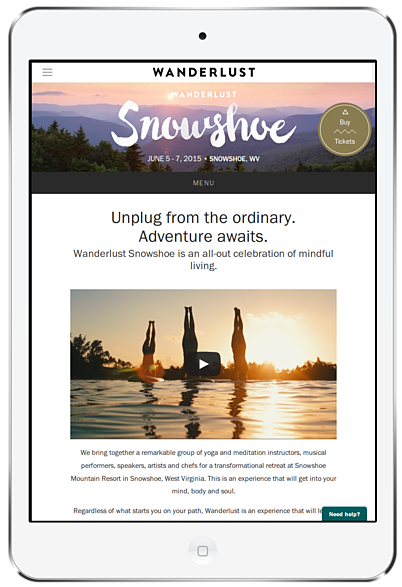 WANDERLUST
WANDERLUST
Snowshoe
JUNE 5 - 7, 2015 • SNOWSHOE, WV
Buy
Tickets
MENU
Unplug from the ordinary.
Adventure awaits.
Wanderlust Snowshoe is an all-out celebration of mindful
living.
We bring together a remarkable group of yoga and meditation instructors, musical
performers, speakers, artists and chefs for a transformational retreat at Snowshoe
Mountain Resort in Snowshoe, West Virginia. This is an experience that will get into your
mind, body and soul.
Regardless of what starts you on your path, Wanderlust is an experience that will
Need help?